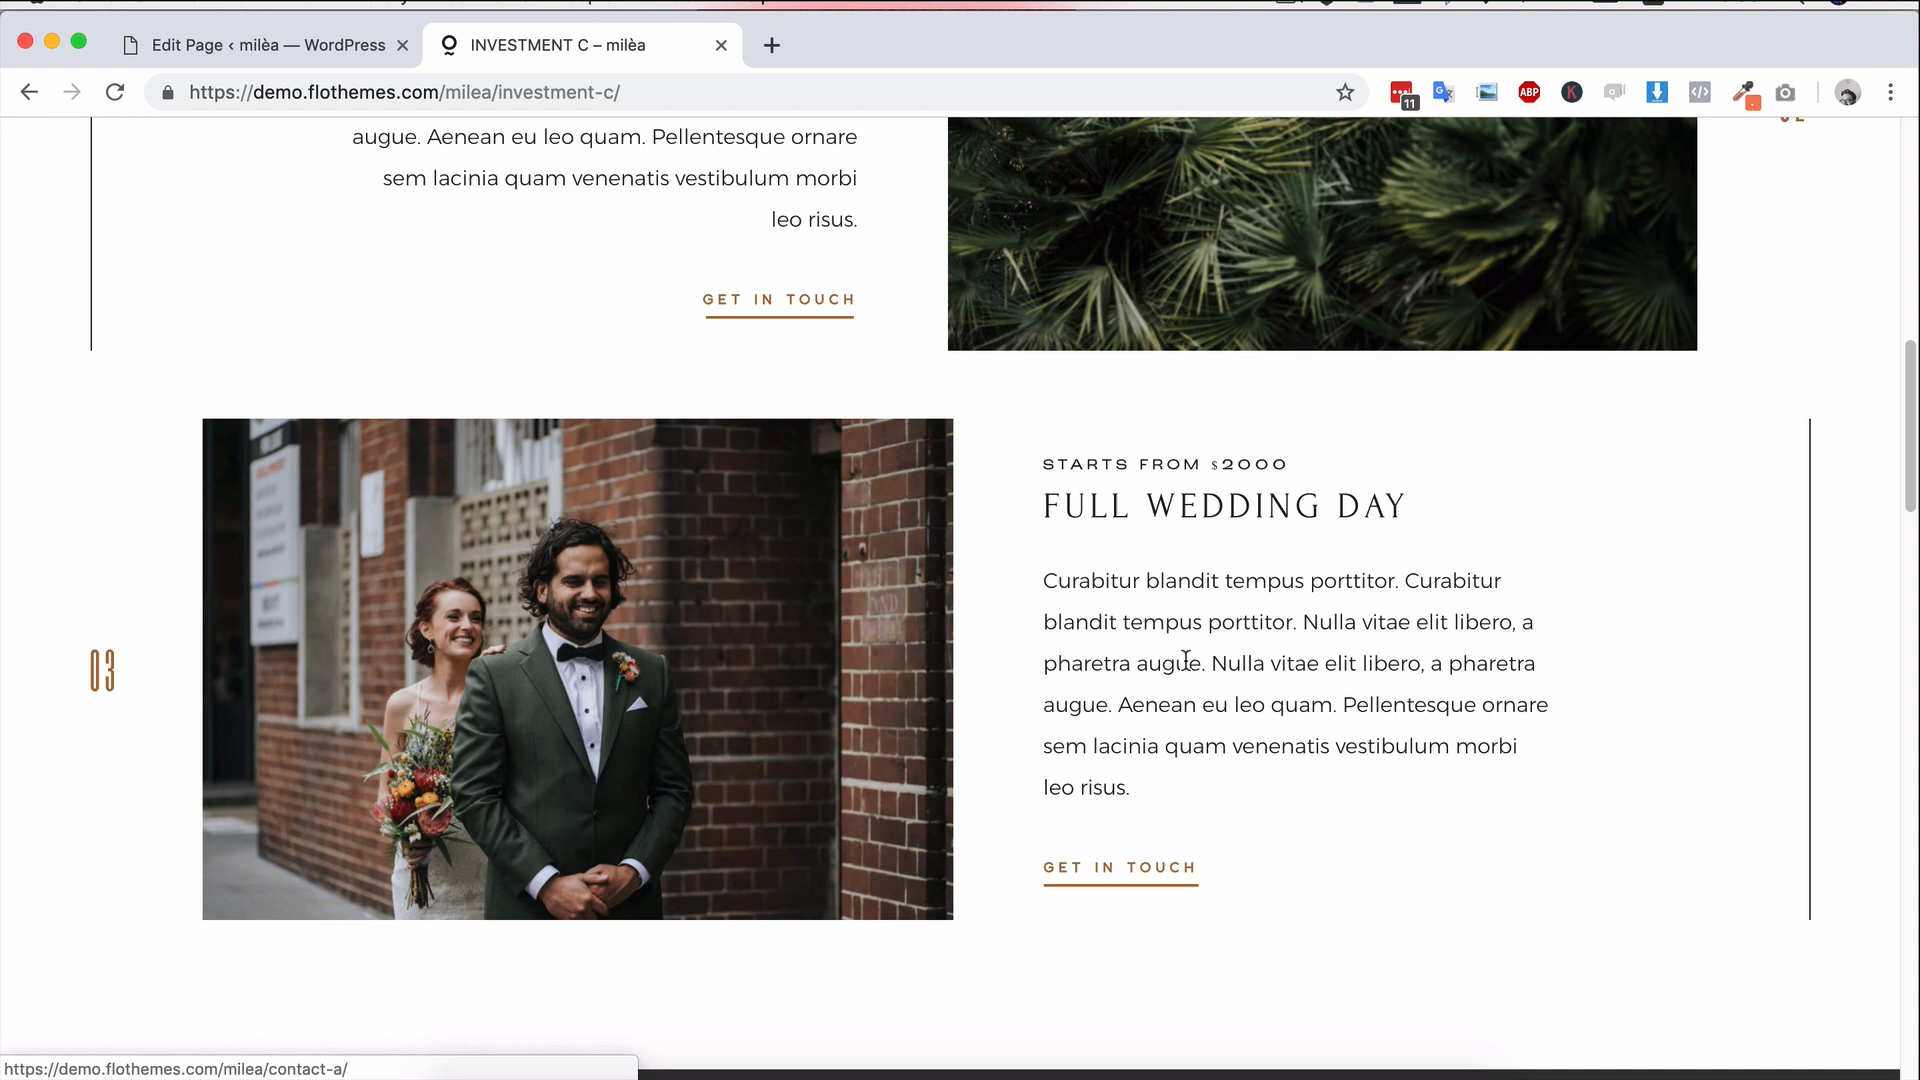 Edit Page ‹ milèa — WordPress
INVESTMENT C – milèa
https://demo.flothemes.com/milea/investment-c/
11
ABP
K
augue. Aenean eu leo quam. Pellentesque ornare
sem lacinia quam venenatis vestibulum morbi
leo risus.
GET IN TOUCH
03
STARTS FROM $2000
FULL WEDDING DAY
Curabitur blandit tempus porttitor. Curabitur
blandit tempus porttitor. Nulla vitae elit libero, a
pharetra augue. Nulla vitae elit libero, a pharetra
augue. Aenean eu leo quam. Pellentesque ornare
sem lacinia quam venenatis vestibulum morbi
leo risus.
GET IN TOUCH
https://demo.flothemes.com/milea/contact-a/